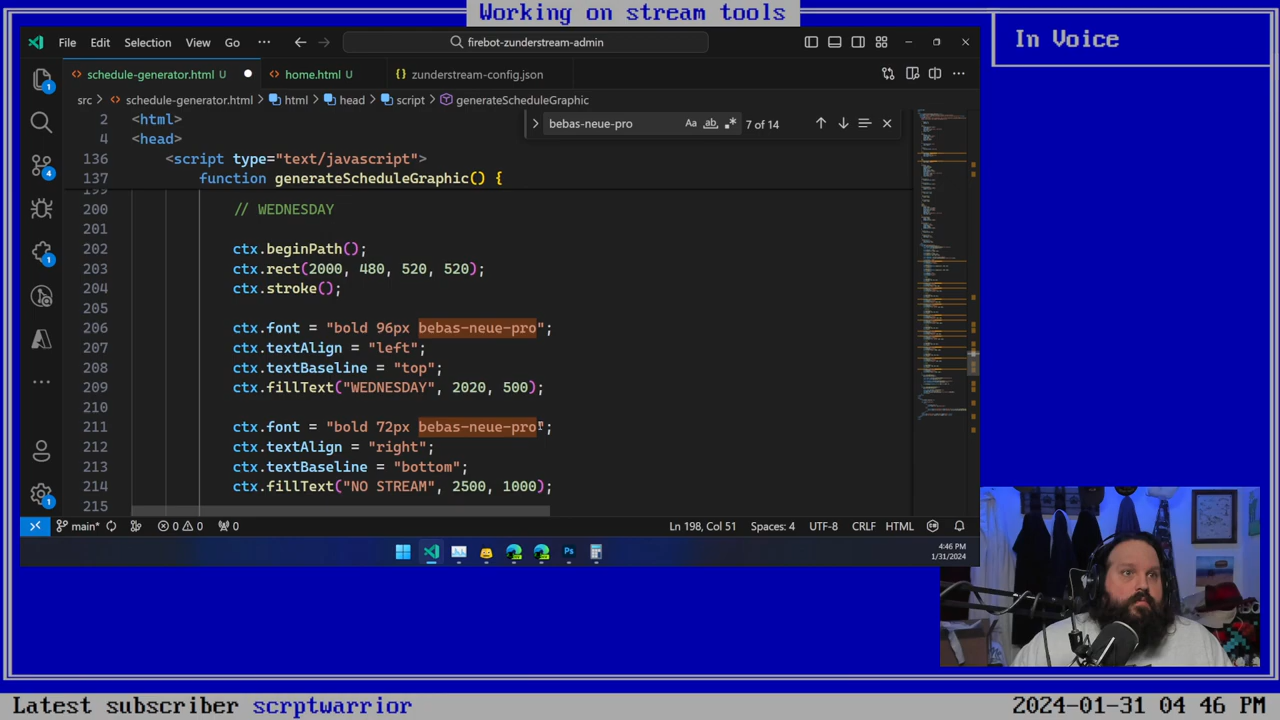 Working on stream tools
File Edit Selection View Go ··· firebot-zunderstream-admin
In Voice
schedule-generator.html U home.html U zunderstream-config.json
src > schedule-generator.html > html > head > script > generateScheduleGraphic
2 <html>
4 <head>
136 <script type="text/javascript">
137 function generateScheduleGraphic() {
bebas-neue-pro Aa ab .* 7 of 14
200 // WEDNESDAY
201
202 ctx.beginPath();
203 ctx.rect(2000, 480, 520, 520);
204 ctx.stroke();
205
206 ctx.font = "bold 96px bebas-neue-pro";
207 ctx.textAlign = "left";
208 ctx.textBaseline = "top";
209 ctx.fillText("WEDNESDAY", 2020, 500);
210
211 ctx.font = "bold 72px bebas-neue-pro";
212 ctx.textAlign = "right";
213 ctx.textBaseline = "bottom";
214 ctx.fillText("NO STREAM", 2500, 1000);
215
main* 0 0 0 Ln 198, Col 51 Spaces: 4 UTF-8 CRLF HTML
4:46 PM
1/31/2024
Latest subscriber scrptwarrior 2024-01-31 04 46 PM